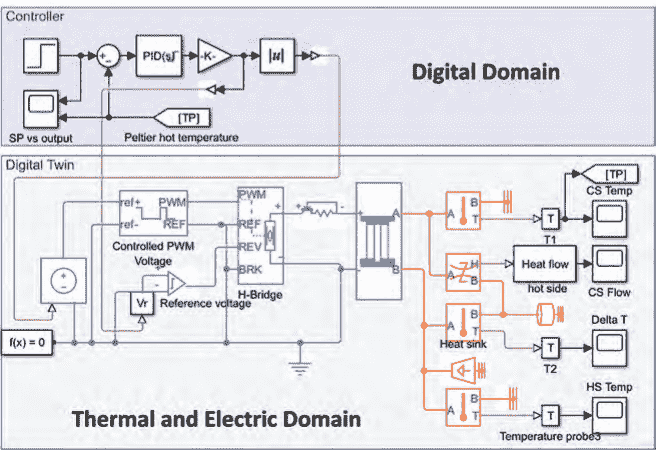 Controller
PID(s)
-K-
|u|
Digital Domain
[TP]
SP vs output
Peltier hot temperature
Digital Twin
[TP]
CS Temp
ref+
PWM
ref-
REF
Controlled PWM
Voltage
PWM
REF
REV
BRK
H-Bridge
+
-
+
-
A
B
A
B
T
T
T1
A
H
B
Heat flow
hot side
CS Flow
Vr
Reference voltage
f(x) = 0
A
B
T
Heat sink
T
T2
Delta T
HS Temp
A
B
T
T
Temperature probe3
Thermal and Electric Domain